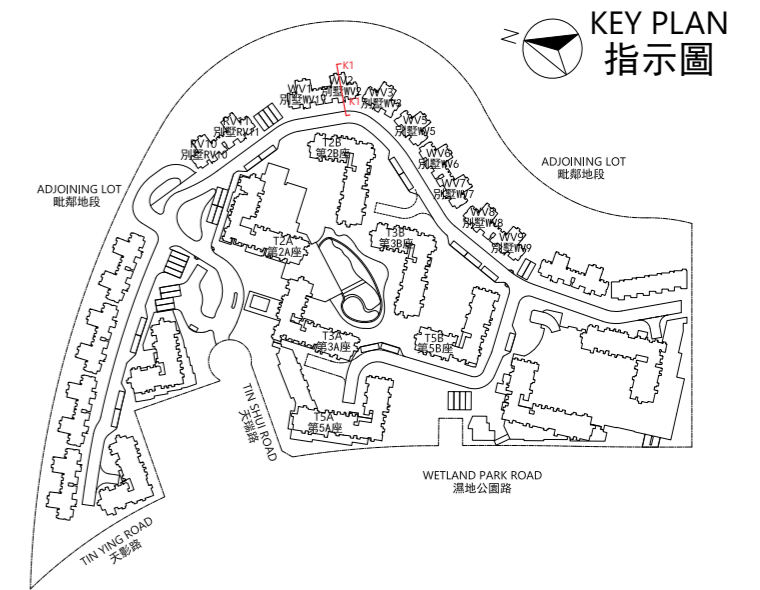 KEY PLAN
指示圖
N
K1
K1
WV1
別墅WV1
WV2
別墅WV2
WV3
別墅WV3
WV5
別墅WV5
WV6
別墅WV6
WV7
別墅WV7
WV8
別墅WV8
WV9
別墅WV9
RV11
別墅RV11
RV10
別墅RV10
ADJOINING LOT
毗鄰地段
ADJOINING LOT
毗鄰地段
T2B
第2B座
T2A
第2A座
T3B
第3B座
T3A
第3A座
T5B
第5B座
T5A
第5A座
TIN SHUI ROAD
天瑞路
WETLAND PARK ROAD
濕地公園路
TIN YING ROAD
天影路